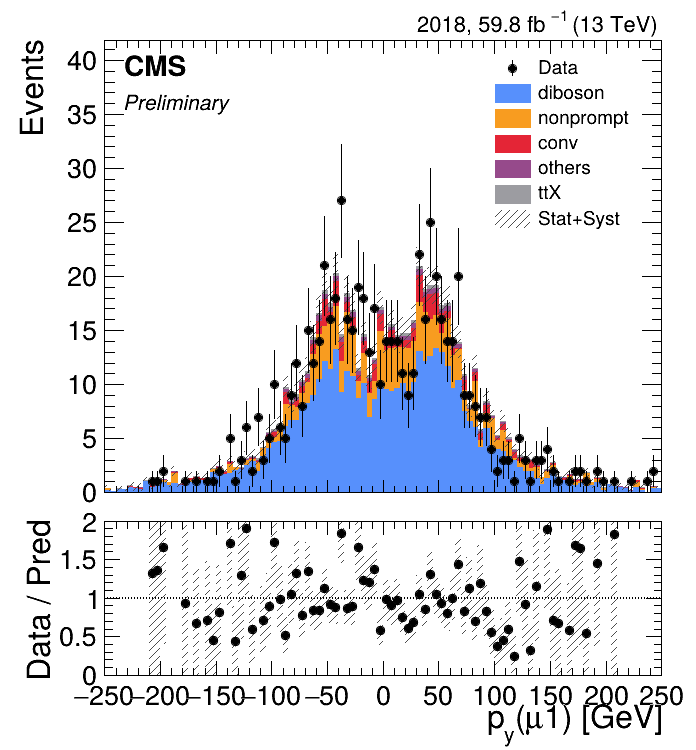 2018, 59.8 fb⁻¹ (13 TeV)
CMS
Preliminary
Events
40
35
30
25
20
15
10
5
0
Data
diboson
nonprompt
conv
others
ttX
Stat+Syst
Data / Pred
2
1.5
1
0.5
0
−250 −200 −150 −100 −50 0 50 100 150 200 250
p_y(μ1) [GeV]